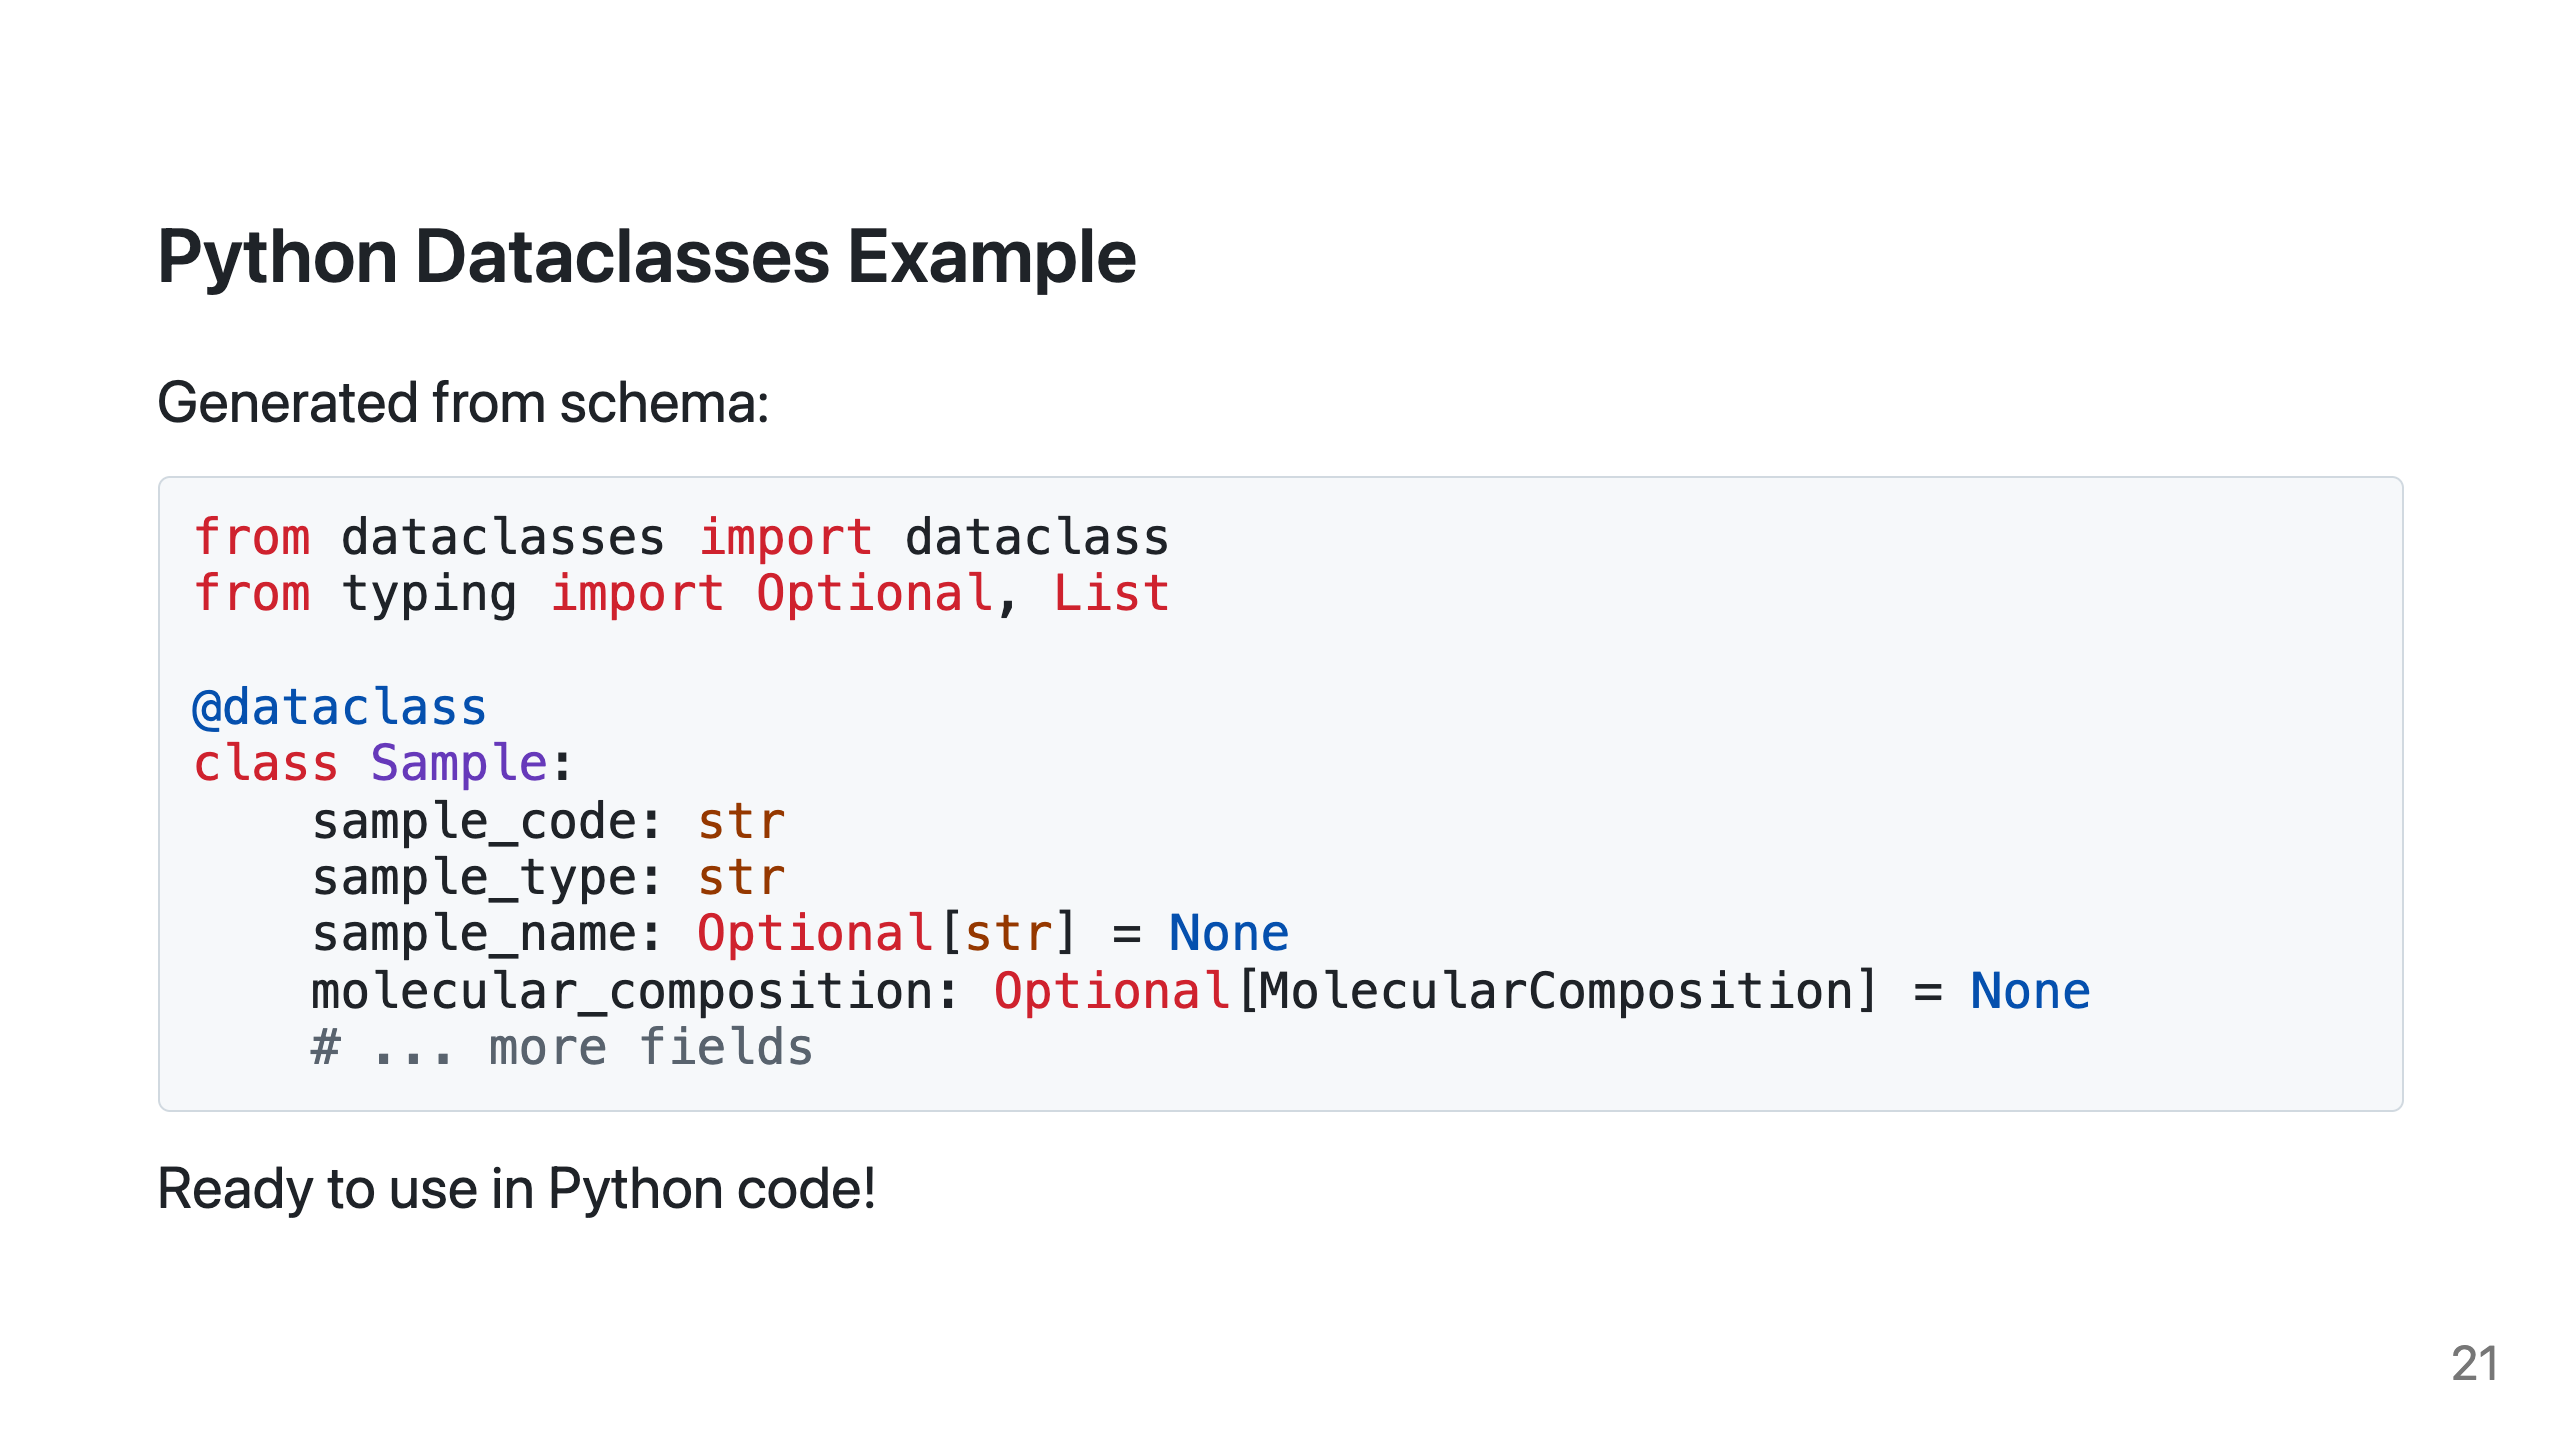 Python Dataclasses Example
Generated from schema:
from dataclasses import dataclass
from typing import Optional, List
@dataclass
class Sample:
    sample_code: str
    sample_type: str
    sample_name: Optional[str] = None
    molecular_composition: Optional[MolecularComposition] = None
    # ... more fields
Ready to use in Python code!
21